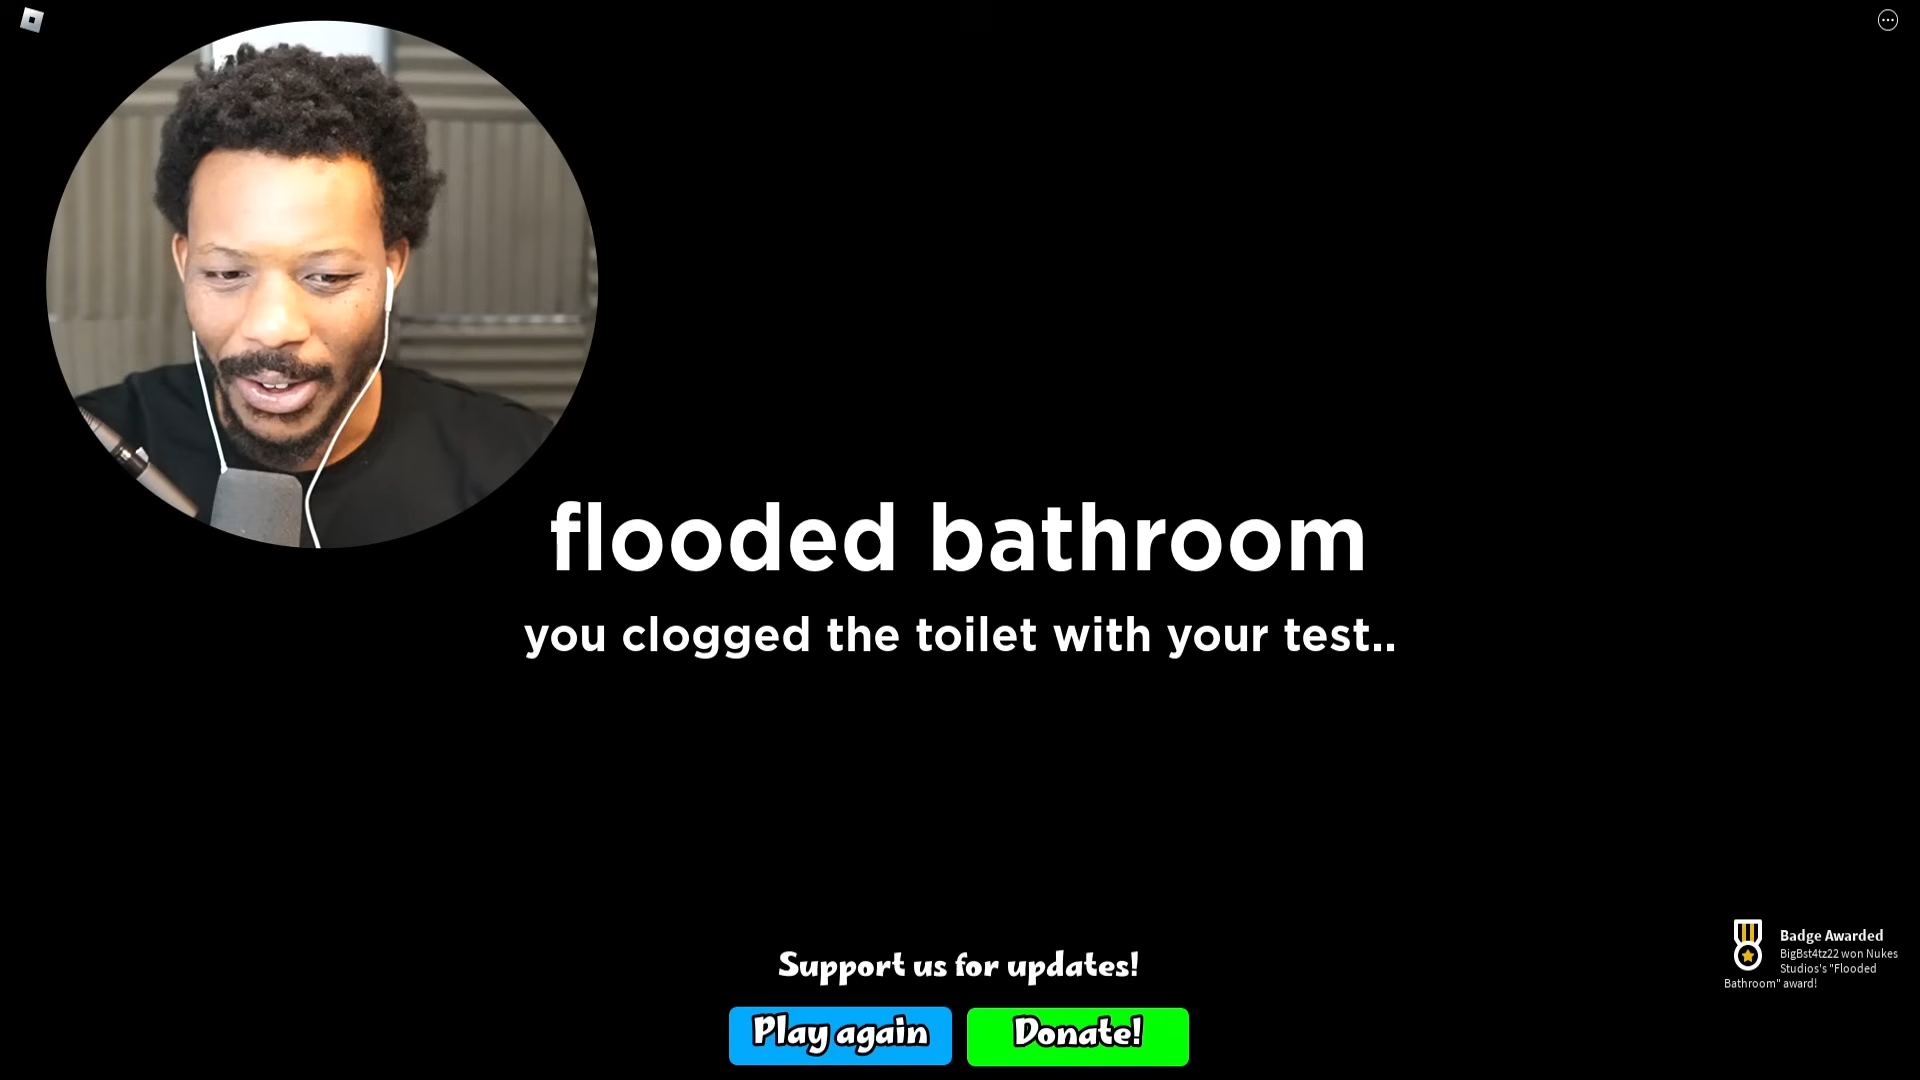 flooded bathroom
you clogged the toilet with your test..
Badge Awarded
BigBst4tz22 won Nukes
Studios's "Flooded
Bathroom" award!
Support us for updates!
Play again
Donate!